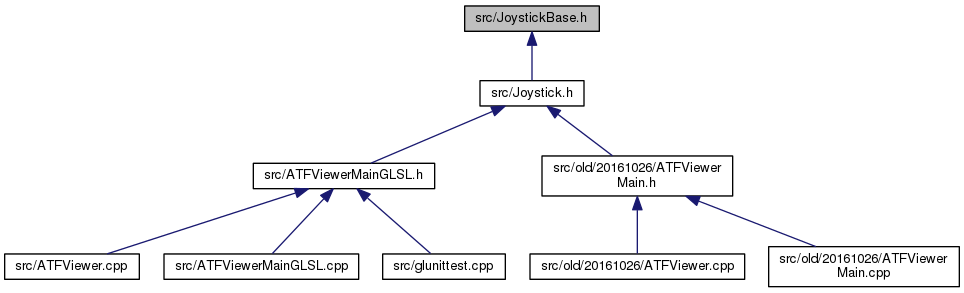 src/JoystickBase.h
src/Joystick.h
src/ATFViewerMainGLSL.h
src/old/20161026/ATFViewer
Main.h
src/ATFViewer.cpp
src/ATFViewerMainGLSL.cpp
src/glunittest.cpp
src/old/20161026/ATFViewer.cpp
src/old/20161026/ATFViewer
Main.cpp